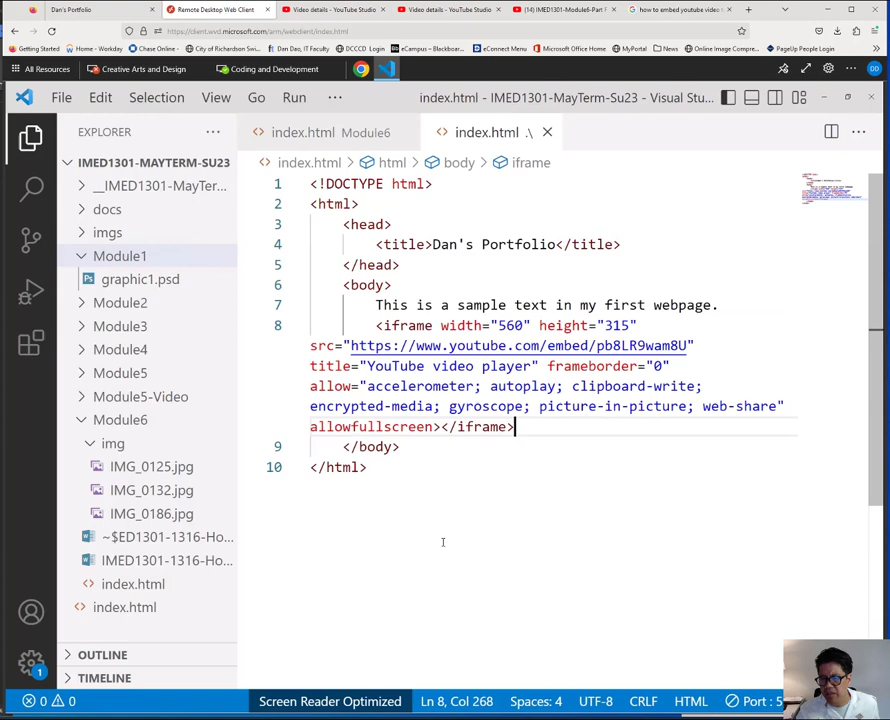 Dan's Portfolio
Remote Desktop Web Client
Video details - YouTube Studio
Video details - YouTube Studio
(14) IMED1301-Module6-Part
how to embed youtube video
https://client.wvd.microsoft.com/arm/webclient/index.html
Getting Started
Home - Workday
Chase Online
City of Richardson Swi...
Dan Dao, IT Faculty
DCCCD Login
eCampus – Blackboar...
eConnect Menu
Microsoft Office Home
MyPortal
News
Online Image Compre...
PageUp People Login
All Resources
Creative Arts and Design
Coding and Development
DD
File Edit Selection View Go Run ···
index.html - IMED1301-MayTerm-Su23 - Visual Stu...
EXPLORER ···
index.html Module6
index.html .\
IMED1301-MAYTERM-SU23
index.html > html > body > iframe
__IMED1301-MayTer...
docs
imgs
Module1
graphic1.psd
Module2
Module3
Module4
Module5
Module5-Video
Module6
img
IMG_0125.jpg
IMG_0132.jpg
IMG_0186.jpg
~$ED1301-1316-Ho...
IMED1301-1316-Ho...
index.html
index.html
OUTLINE
TIMELINE
1 <!DOCTYPE html>
2 <html>
3 <head>
4 <title>Dan's Portfolio</title>
5 </head>
6 <body>
7 This is a sample text in my first webpage.
8 <iframe width="560" height="315"
src="https://www.youtube.com/embed/pb8LR9wam8U"
title="YouTube video player" frameborder="0"
allow="accelerometer; autoplay; clipboard-write;
encrypted-media; gyroscope; picture-in-picture; web-share"
allowfullscreen></iframe>
9 </body>
10 </html>
1
0 0
Screen Reader Optimized
Ln 8, Col 268
Spaces: 4
UTF-8
CRLF
HTML
Port : 5